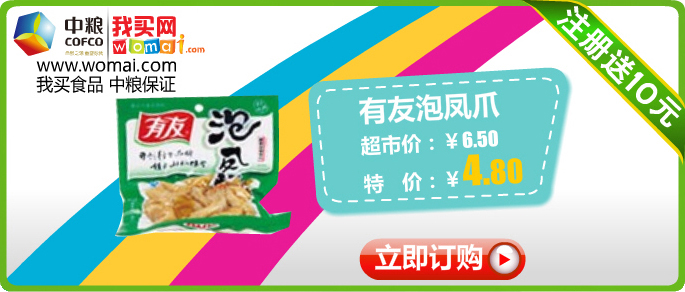 中粮
COFCO
我买网
womai.com
www.womai.com
我买食品 中粮保证
注册送10元
有友
泡凤
有友泡凤爪
超市价:￥6.50
特 价:￥4.80
立即订购